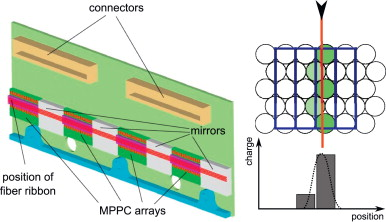 connectors
mirrors
position of
fiber ribbon
MPPC arrays
charge
position